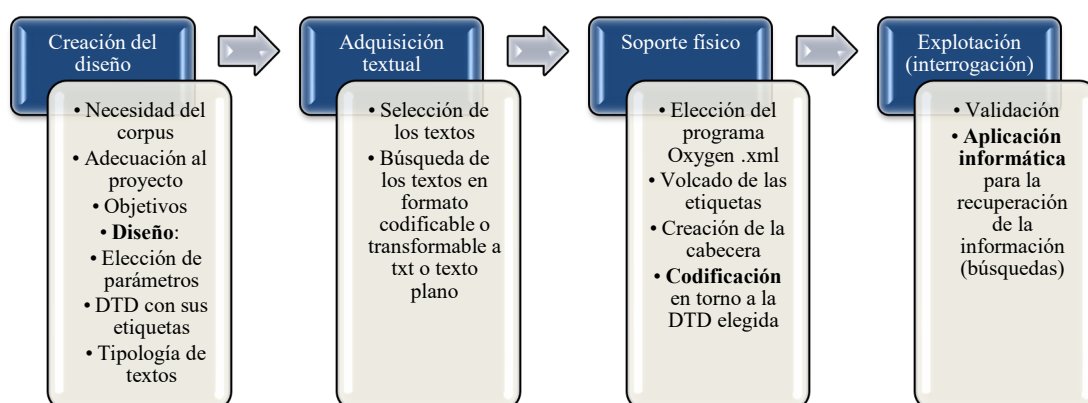 Creación del
diseño
• Necesidad del
corpus
• Adecuación al
proyecto
• Objetivos
• Diseño:
• Elección de
parámetros
• DTD con sus
etiquetas
• Tipología de
textos
Adquisición
textual
• Selección de
los textos
• Búsqueda de
los textos en
formato
codificable o
transformable a
txt o texto
plano
Soporte físico
• Elección del
programa
Oxygen .xml
• Volcado de las
etiquetas
• Creación de la
cabecera
• Codificación
en torno a la
DTD elegida
Explotación
(interrogación)
• Validación
• Aplicación
informática
para la
recuperación
de la
información
(búsquedas)